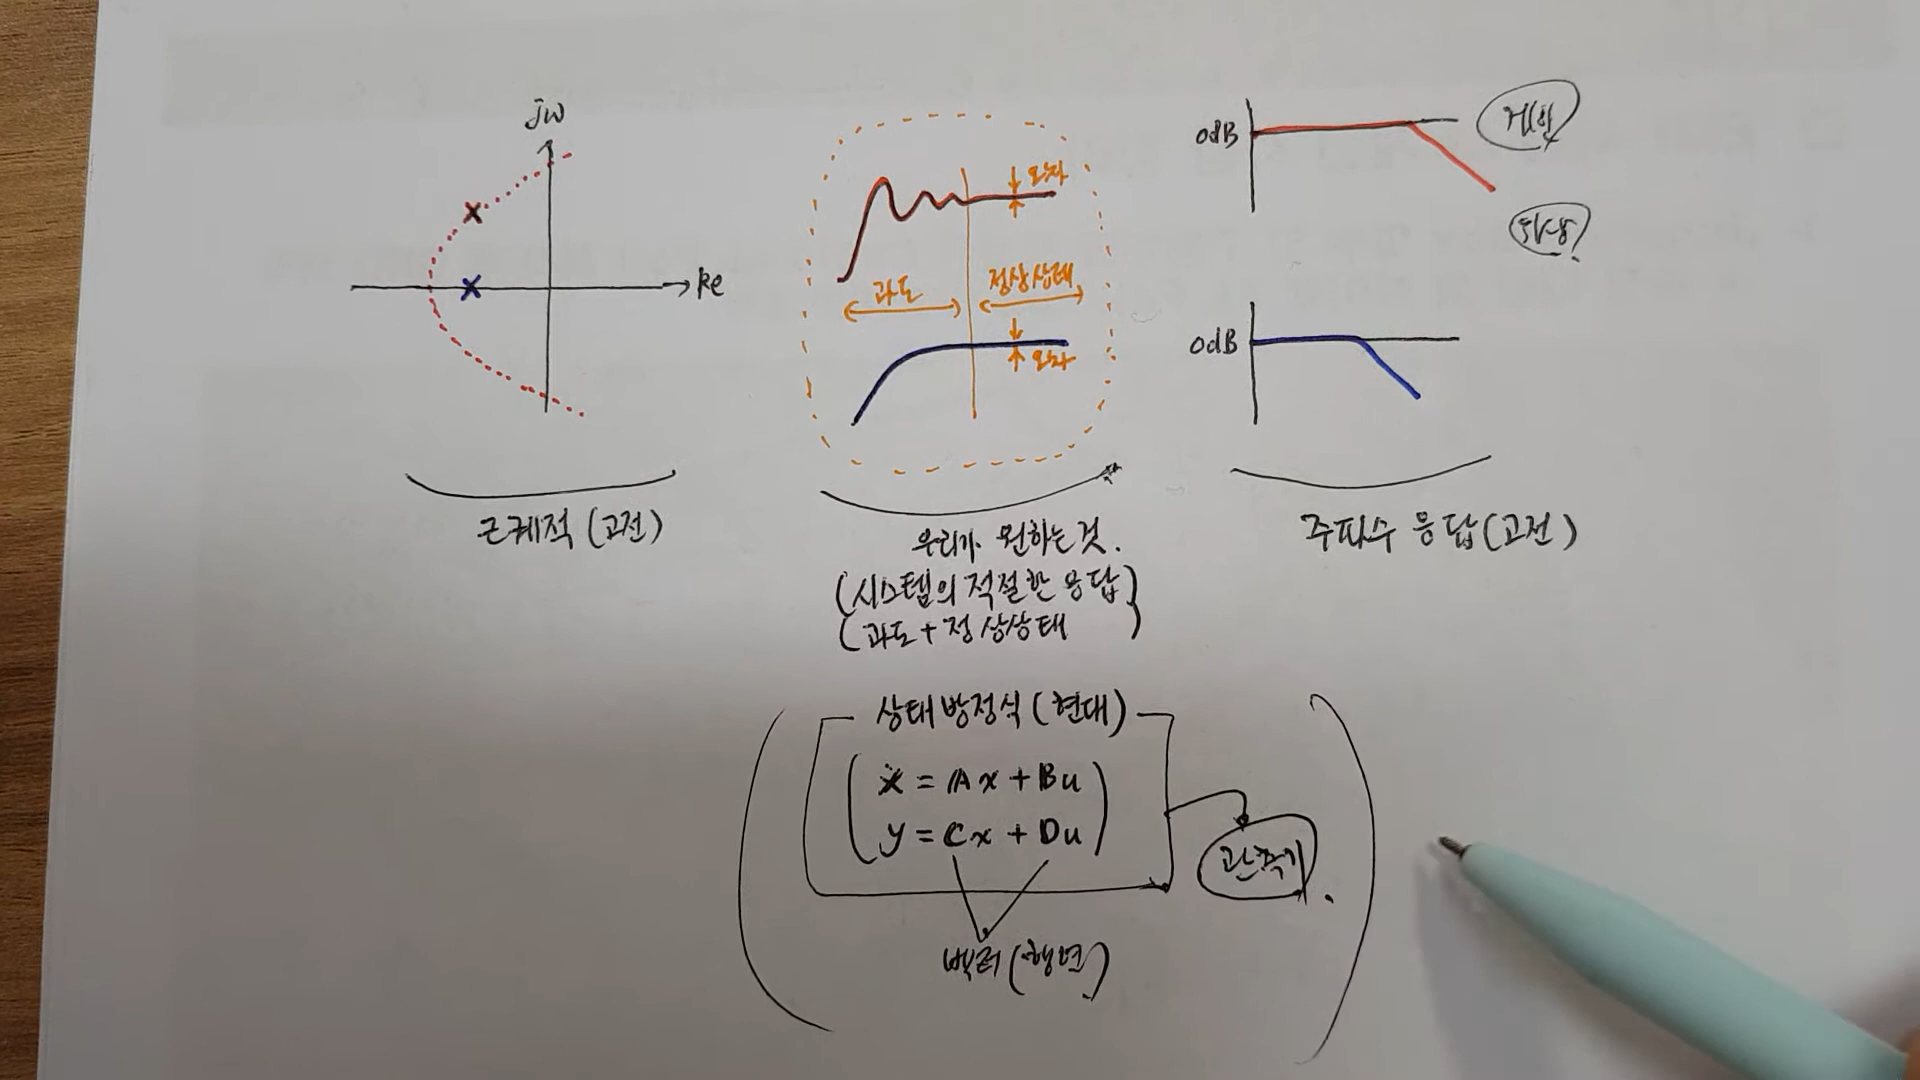 jω
Re
근궤적 (고전)
오차
과도
정상상태
오차
우리가 원하는 것.
(시스템의 적절한 응답)
(과도 + 정상상태)
0dB
게인
위상
0dB
주파수 응답 (고전)
상태 방정식 (현대)
ẋ = Ax + Bu
y = Cx + Du
관측기
벡터 (행렬)